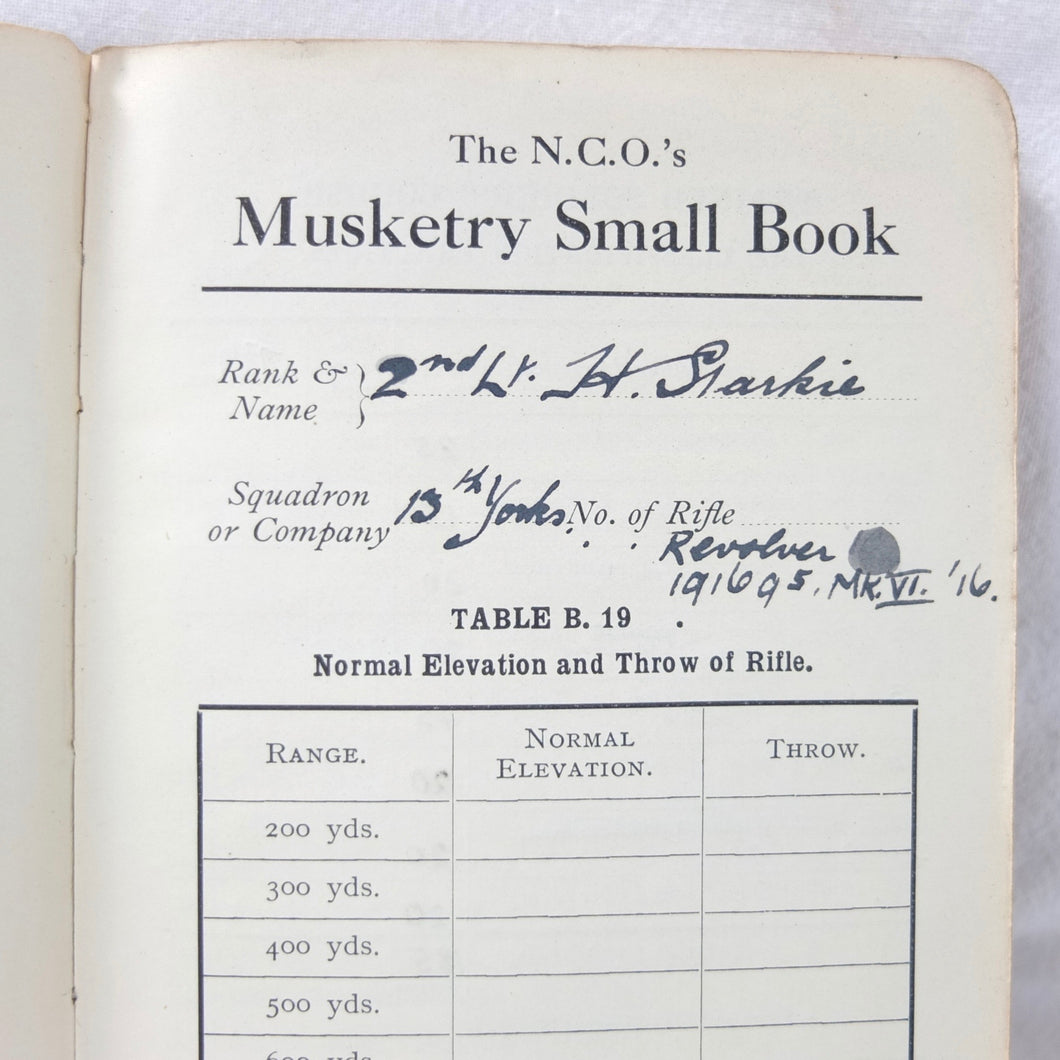 The N.C.O.'s
Musketry Small Book
Rank & Name } 2nd Lt. H. Starkie
Squadron or Company 13th Yorks. No. of Rifle
Revolver
191695. MK. VI. '16.
TABLE B. 19
Normal Elevation and Throw of Rifle.
RANGE. NORMAL ELEVATION. THROW.
200 yds.
300 yds.
400 yds.
500 yds.
600 yds.